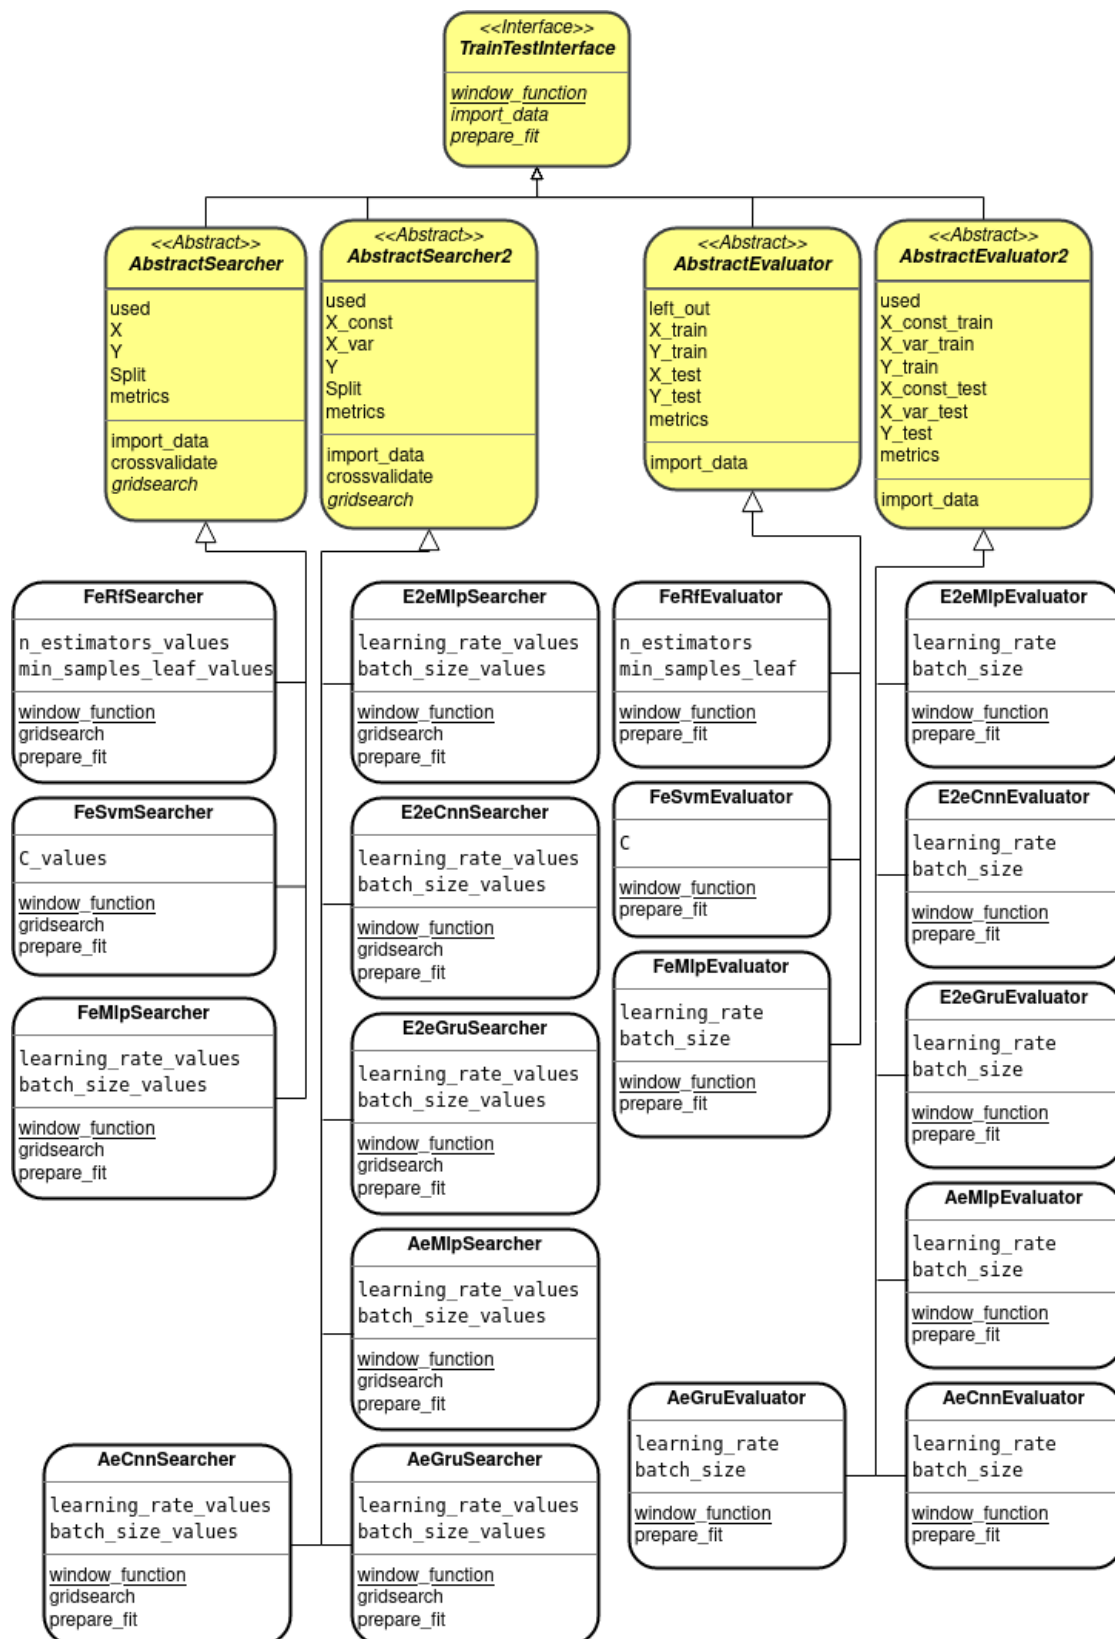 <<Interface>>
TrainTestInterface
window_function
import_data
prepare_fit
<<Abstract>>
AbstractSearcher
used
X
Y
Split
metrics
import_data
crossvalidate
gridsearch
<<Abstract>>
AbstractSearcher2
used
X_const
X_var
Y
Split
metrics
import_data
crossvalidate
gridsearch
<<Abstract>>
AbstractEvaluator
left_out
X_train
Y_train
X_test
Y_test
metrics
import_data
<<Abstract>>
AbstractEvaluator2
used
X_const_train
X_var_train
Y_train
X_const_test
X_var_test
Y_test
metrics
import_data
FeRfSearcher
n_estimators_values
min_samples_leaf_values
window_function
gridsearch
prepare_fit
FeSvmSearcher
C_values
window_function
gridsearch
prepare_fit
FeMlpSearcher
learning_rate_values
batch_size_values
window_function
gridsearch
prepare_fit
E2eMlpSearcher
learning_rate_values
batch_size_values
window_function
gridsearch
prepare_fit
E2eCnnSearcher
learning_rate_values
batch_size_values
window_function
gridsearch
prepare_fit
E2eGruSearcher
learning_rate_values
batch_size_values
window_function
gridsearch
prepare_fit
AeMlpSearcher
learning_rate_values
batch_size_values
window_function
gridsearch
prepare_fit
AeCnnSearcher
learning_rate_values
batch_size_values
window_function
gridsearch
prepare_fit
AeGruSearcher
learning_rate_values
batch_size_values
window_function
gridsearch
prepare_fit
FeRfEvaluator
n_estimators
min_samples_leaf
window_function
prepare_fit
FeSvmEvaluator
C
window_function
prepare_fit
FeMlpEvaluator
learning_rate
batch_size
window_function
prepare_fit
E2eMlpEvaluator
learning_rate
batch_size
window_function
prepare_fit
E2eCnnEvaluator
learning_rate
batch_size
window_function
prepare_fit
E2eGruEvaluator
learning_rate
batch_size
window_function
prepare_fit
AeMlpEvaluator
learning_rate
batch_size
window_function
prepare_fit
AeGruEvaluator
learning_rate
batch_size
window_function
prepare_fit
AeCnnEvaluator
learning_rate
batch_size
window_function
prepare_fit